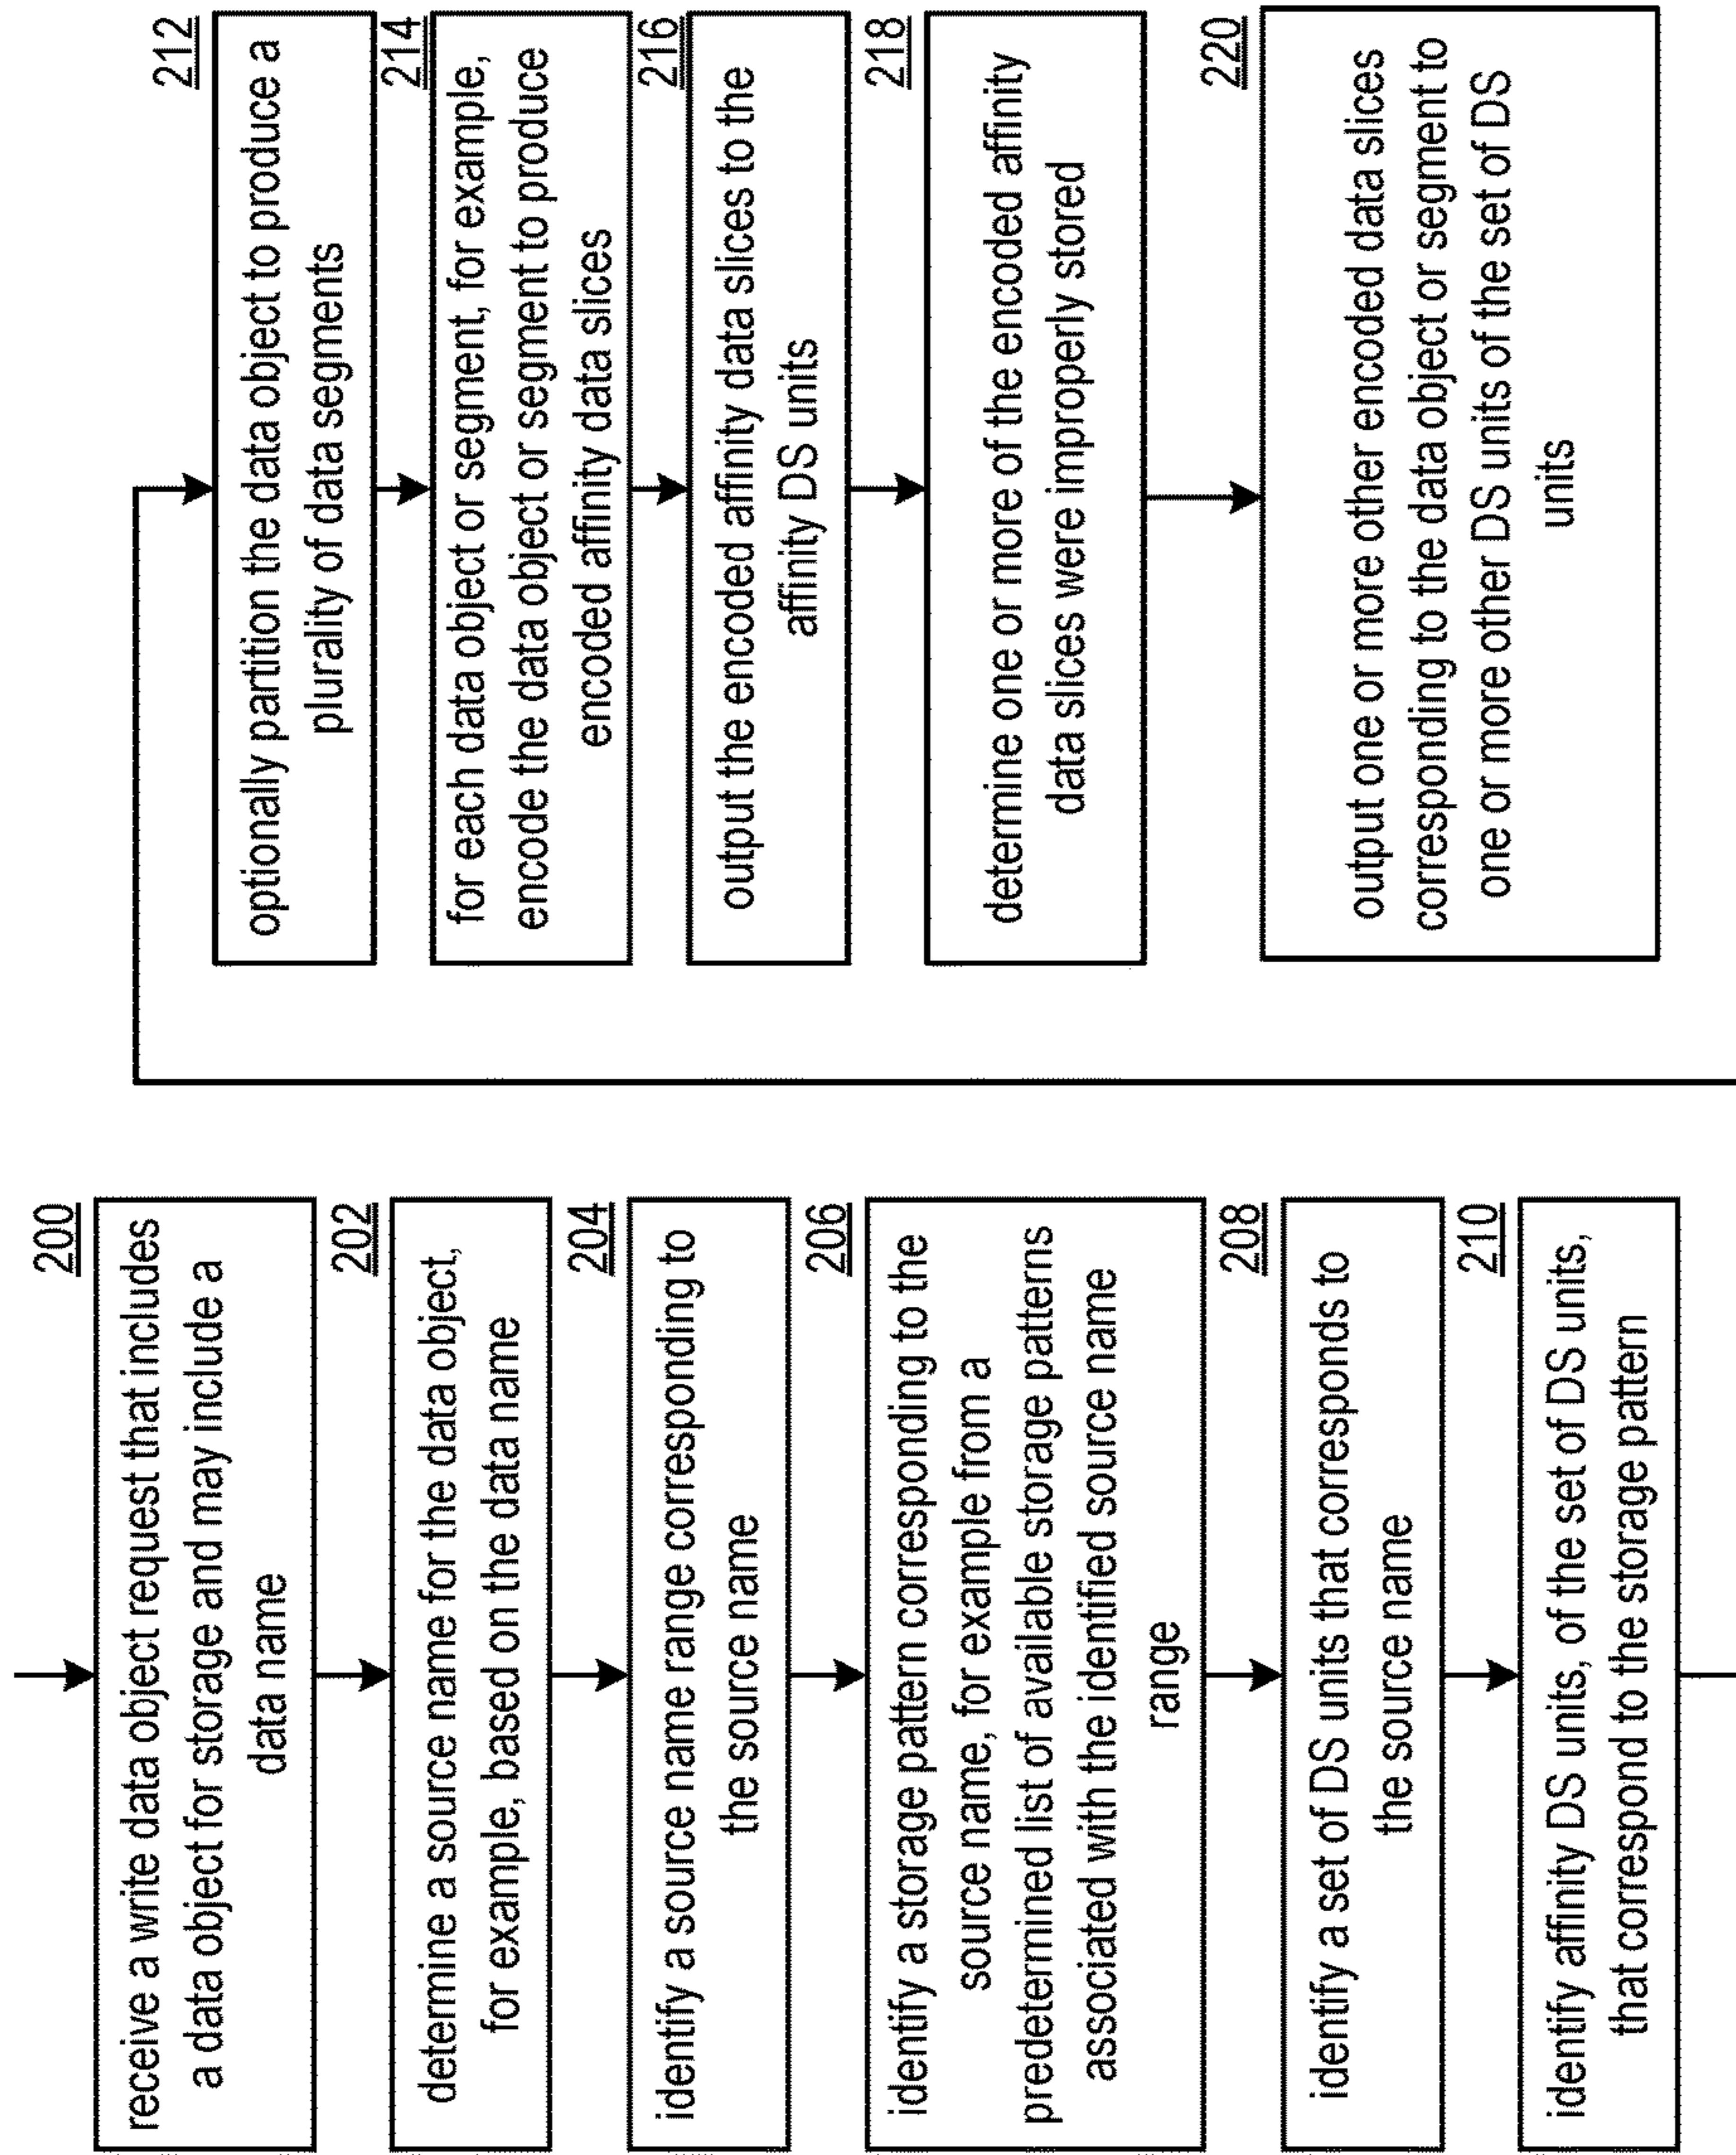 200
receive a write data object request that includes
a data object for storage and may include a
data name
202
determine a source name for the data object,
for example, based on the data name
204
identify a source name range corresponding to
the source name
206
identify a storage pattern corresponding to the
source name, for example from a
predetermined list of available storage patterns
associated with the identified source name
range
208
identify a set of DS units that corresponds to
the source name
210
identify affinity DS units, of the set of DS units,
that correspond to the storage pattern
212
optionally partition the data object to produce a
plurality of data segments
214
for each data object or segment, for example,
encode the data object or segment to produce
encoded affinity data slices
216
output the encoded affinity data slices to the
affinity DS units
218
determine one or more of the encoded affinity
data slices were improperly stored
220
output one or more other encoded data slices
corresponding to the data object or segment to
one or more other DS units of the set of DS
units